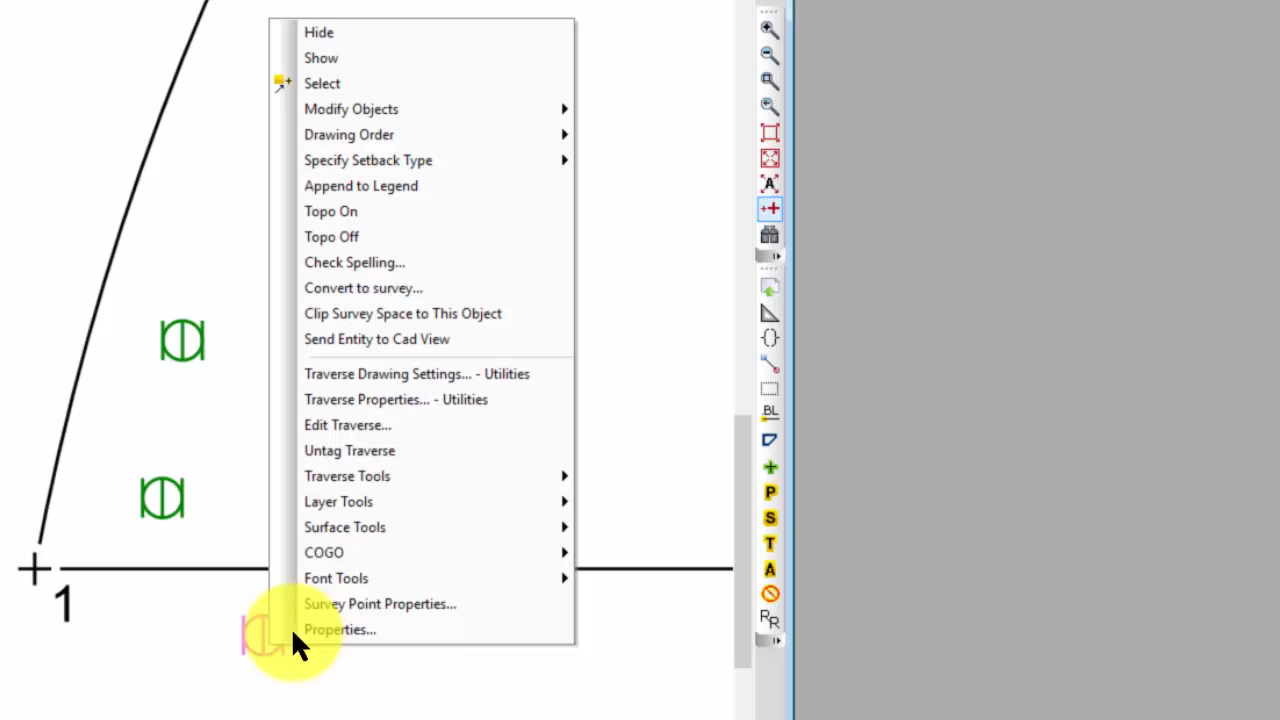 Hide
Show
Select
Modify Objects
Drawing Order
Specify Setback Type
Append to Legend
Topo On
Topo Off
Check Spelling...
Convert to survey...
Clip Survey Space to This Object
Send Entity to Cad View
Traverse Drawing Settings... - Utilities
Traverse Properties... - Utilities
Edit Traverse...
Untag Traverse
Traverse Tools
Layer Tools
Surface Tools
COGO
Font Tools
Survey Point Properties...
Properties...
1
A
BL
P
S
T
A
RR